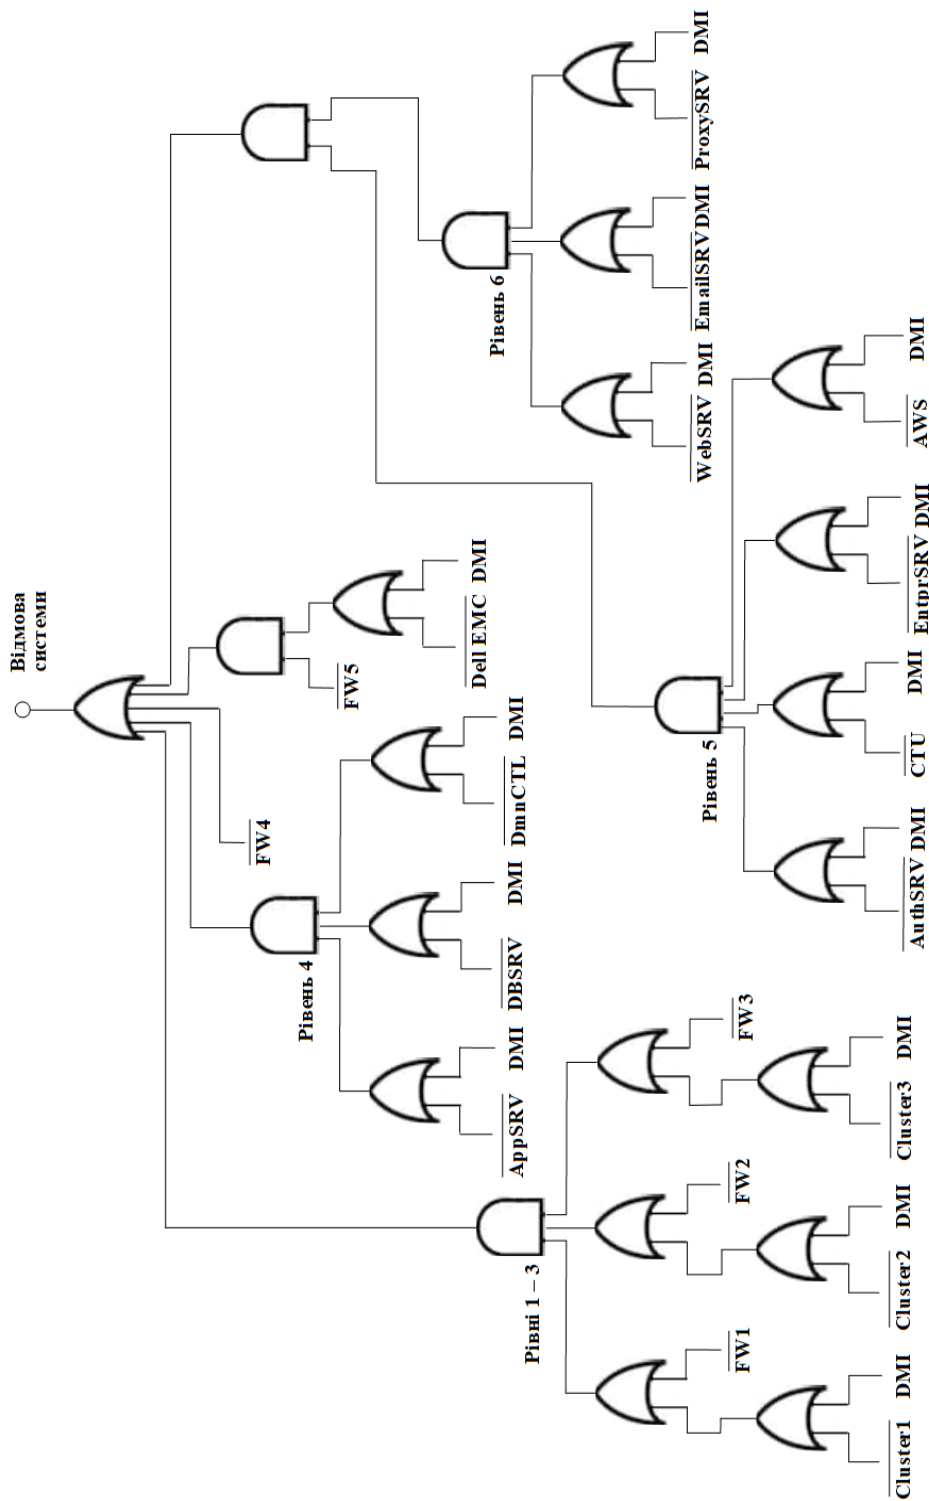 Відмова
системи
FW4
FW5
Dell EMC
DMI
Рівень 4
AppSRV
DMI
DBSRV
DMI
DmnCTL
DMI
Рівні 1 – 3
FW1
Cluster1
DMI
FW2
Cluster2
DMI
FW3
Cluster3
DMI
Рівень 5
AuthSRV
DMI
CTU
DMI
EntprSRV
DMI
AWS
DMI
Рівень 6
WebSRV
DMI
EmailSRV
DMI
ProxySRV
DMI